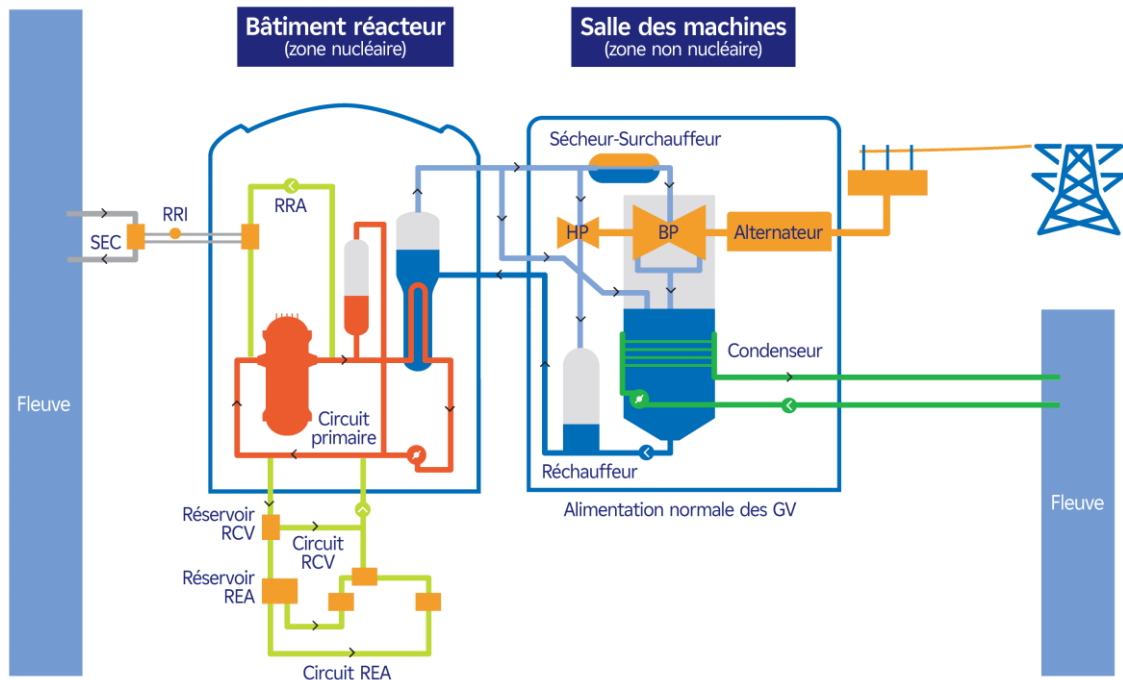 Bâtiment réacteur
(zone nucléaire)
Salle des machines
(zone non nucléaire)
Sécheur-Surchauffeur
RRI
RRA
SEC
HP
BP
Alternateur
Condenseur
Fleuve
Circuit
primaire
Réchauffeur
Fleuve
Alimentation normale des GV
Réservoir
RCV
Circuit
RCV
Réservoir
REA
Circuit REA